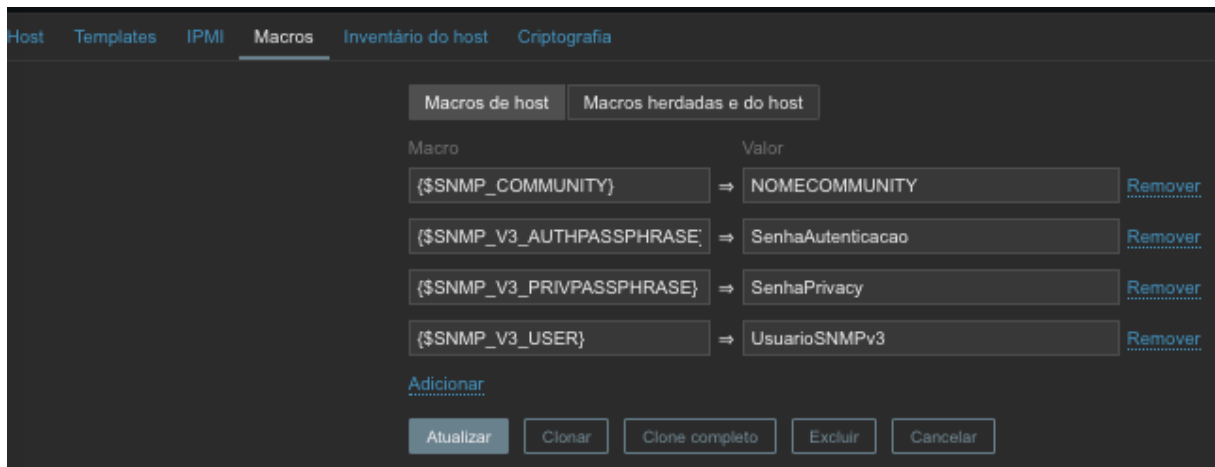 Host Templates IPMI Macros Inventário do host Criptografia
Macros de host Macros herdadas e do host
Macro Valor
{$SNMP_COMMUNITY} ⇒ NOMECOMMUNITY Remover
{$SNMP_V3_AUTHPASSPHRASE} ⇒ SenhaAutenticacao Remover
{$SNMP_V3_PRIVPASSPHRASE} ⇒ SenhaPrivacy Remover
{$SNMP_V3_USER} ⇒ UsuarioSNMPv3 Remover
Adicionar
Atualizar Clonar Clone completo Excluir Cancelar